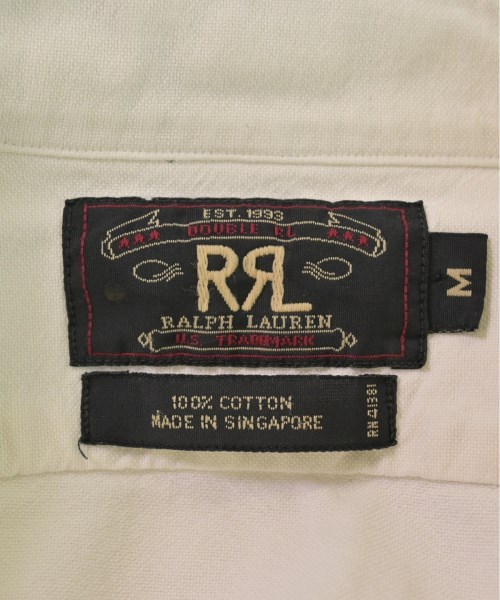 EST. 1993
DOUBLE RL
RRL
RALPH LAUREN
U.S. TRADEMARK
M
100% COTTON
MADE IN SINGAPORE
RN 41381